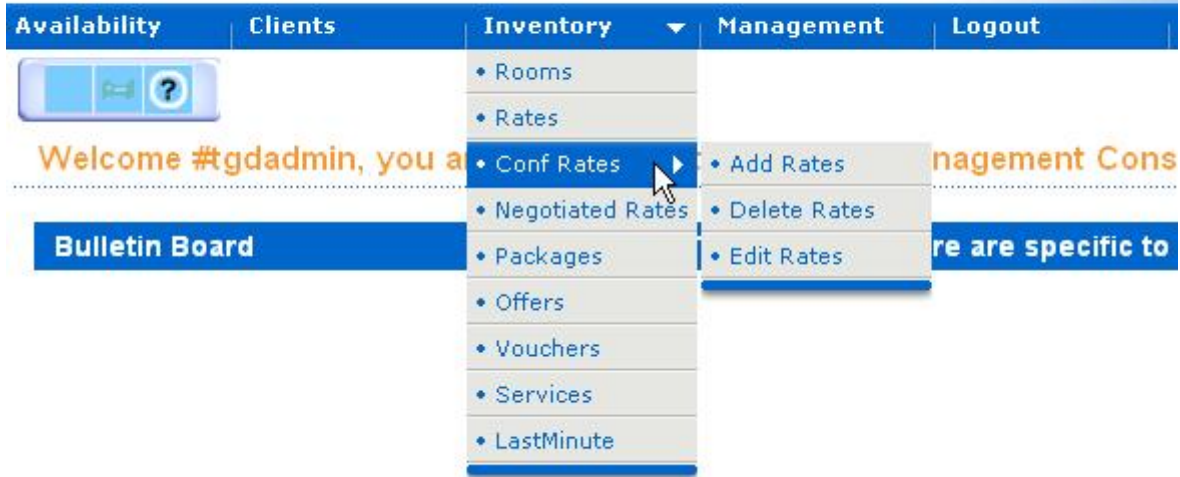 Availability Clients Inventory Management Logout
?
• Rooms
• Rates
Welcome #tgdadmin, you a
• Conf Rates • Add Rates
nagement Cons
• Negotiated Rates • Delete Rates
Bulletin Board
re are specific to
• Packages • Edit Rates
• Offers
• Vouchers
• Services
• LastMinute